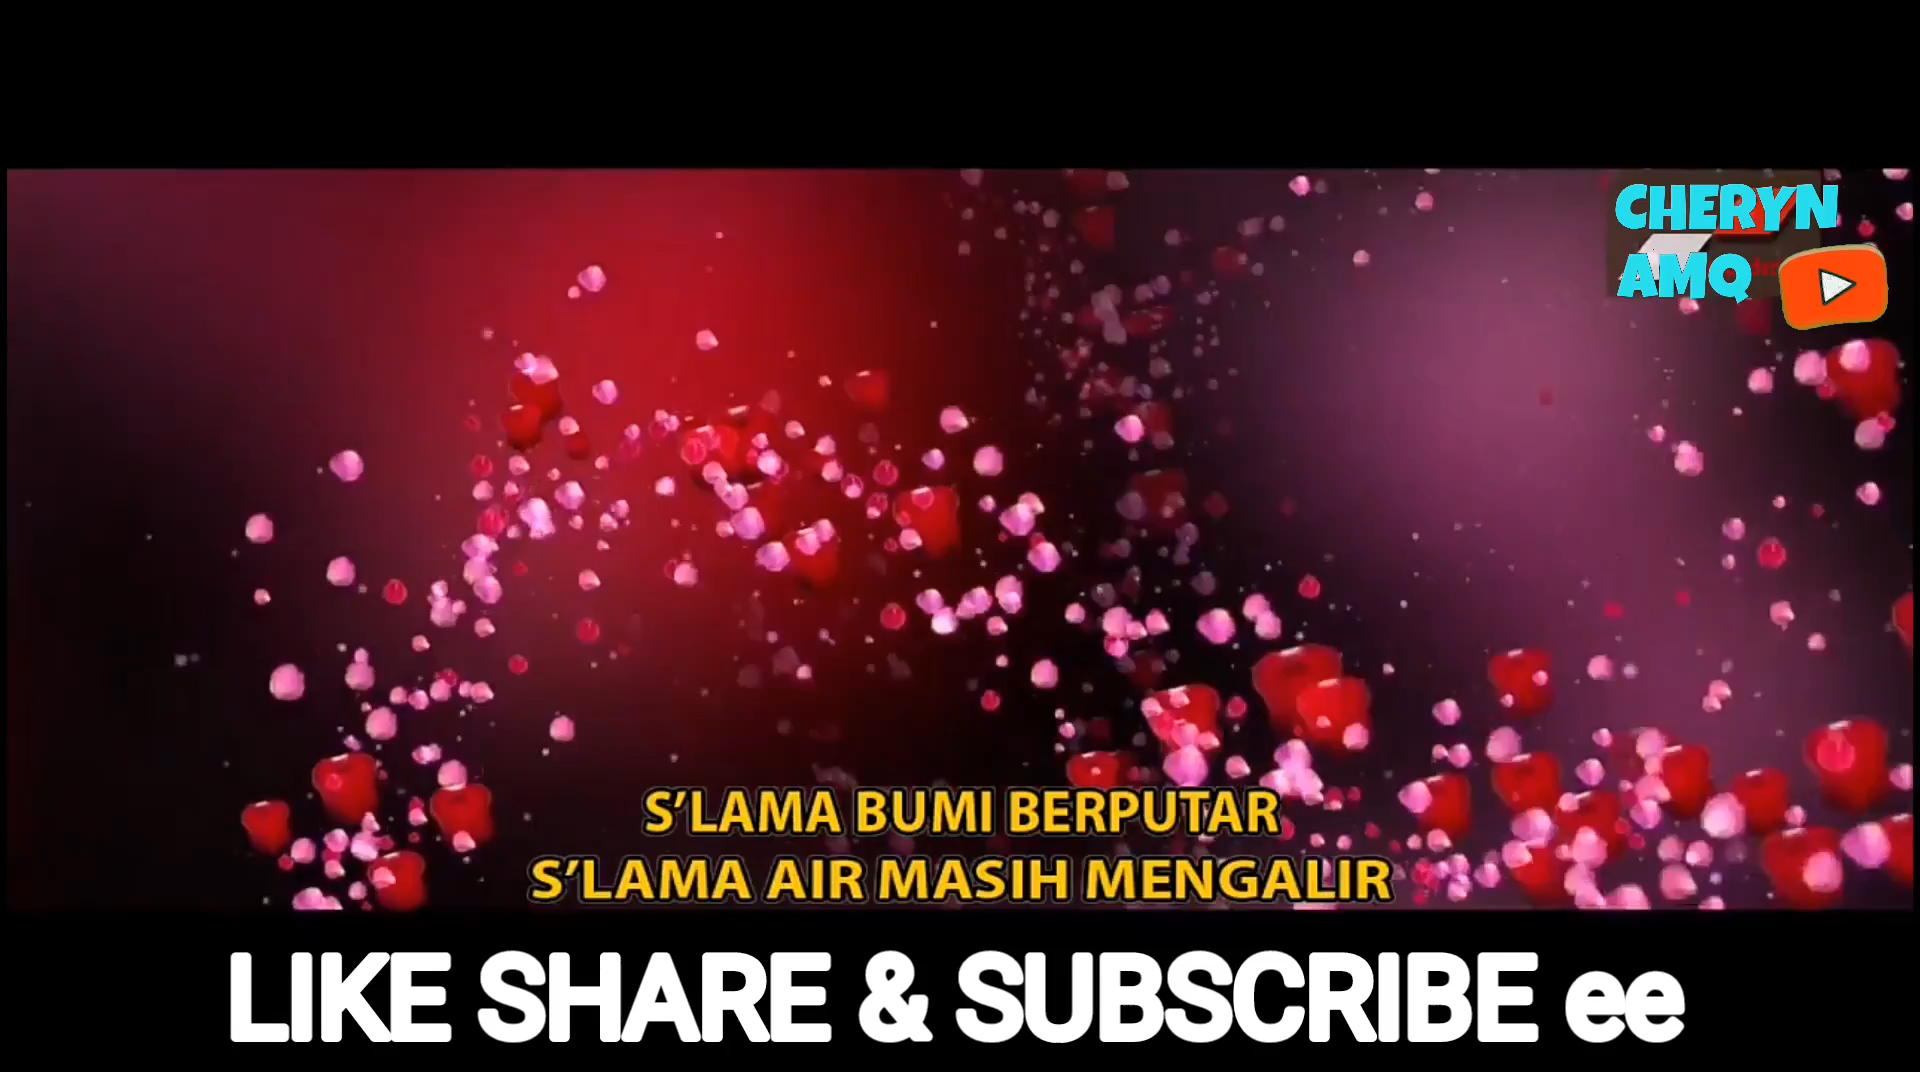 CHERYN
AMQ
S’LAMA BUMI BERPUTAR
S’LAMA AIR MASIH MENGALIR
LIKE SHARE & SUBSCRIBE ee